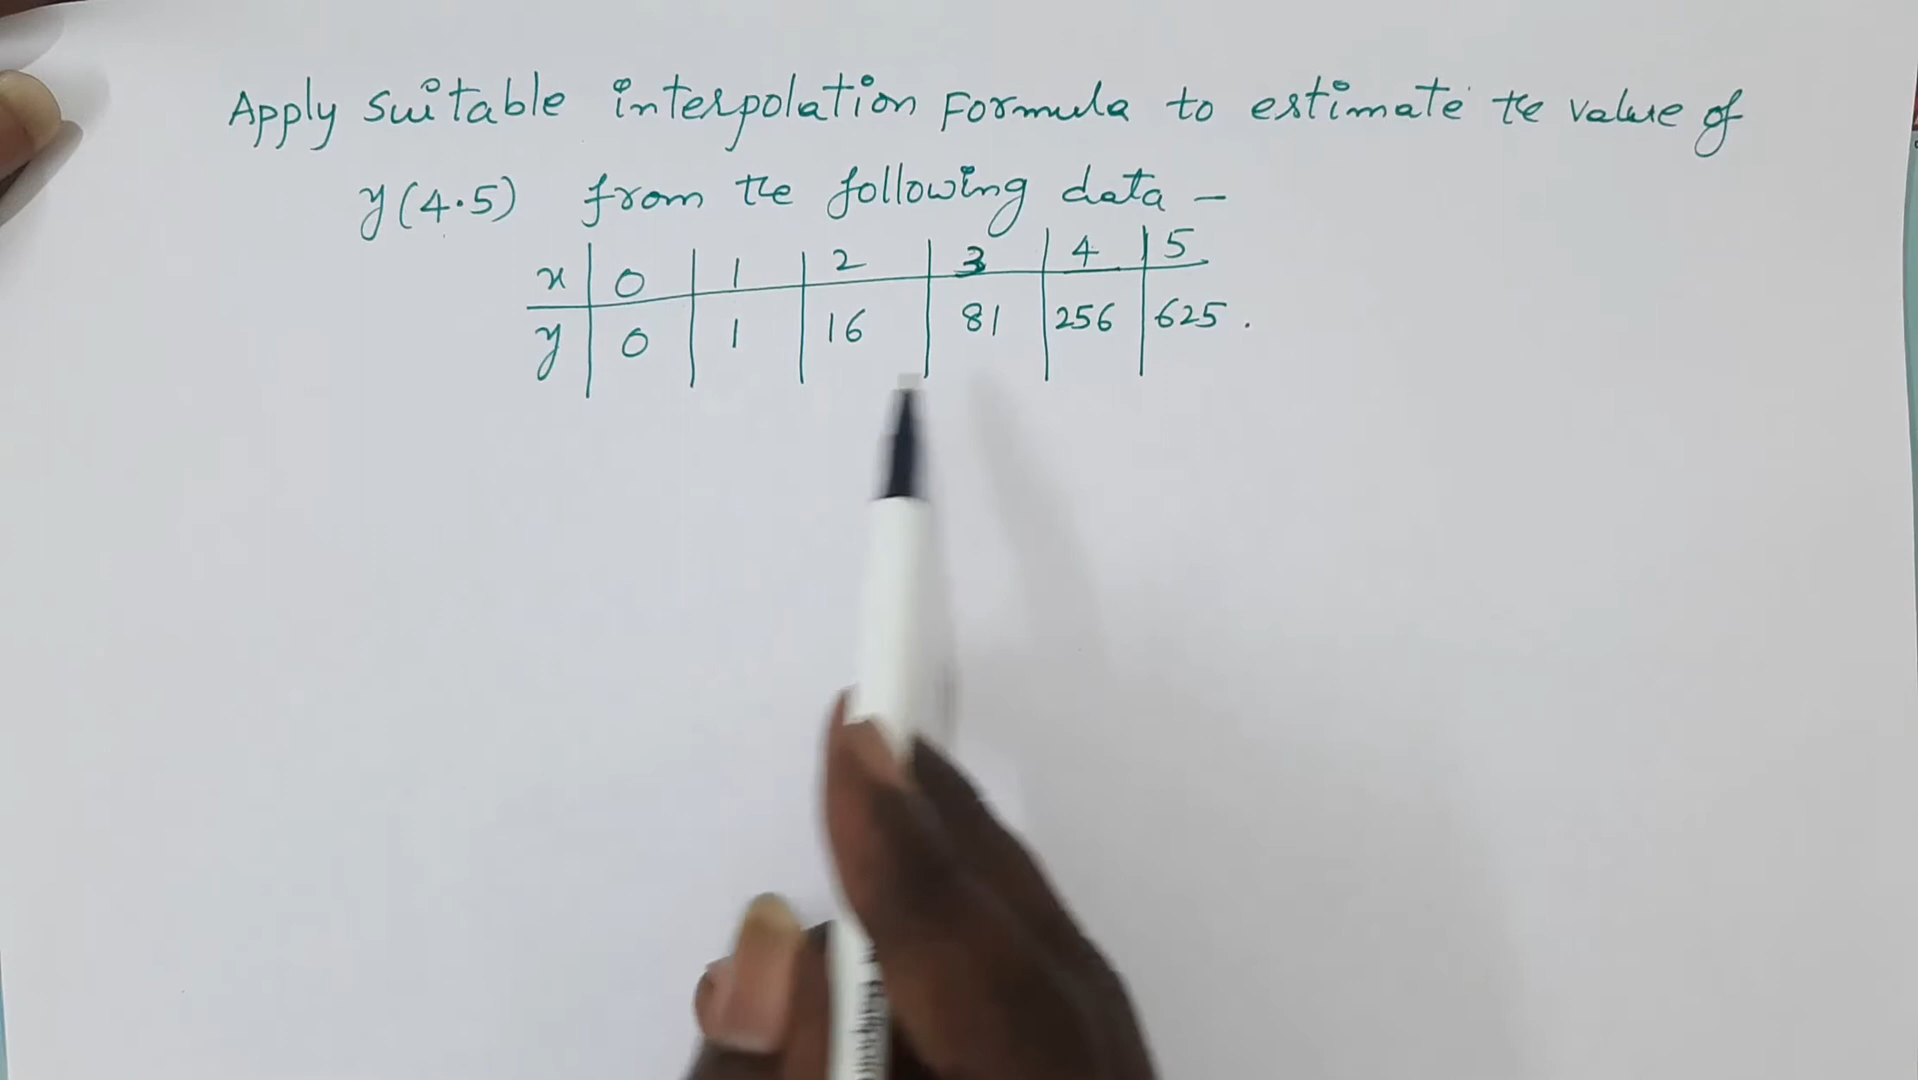 Apply suitable interpolation Formula to estimate the value of
y(4.5) from the following data -
x 0 1 2 3 4 5
y 0 1 16 81 256 625 .